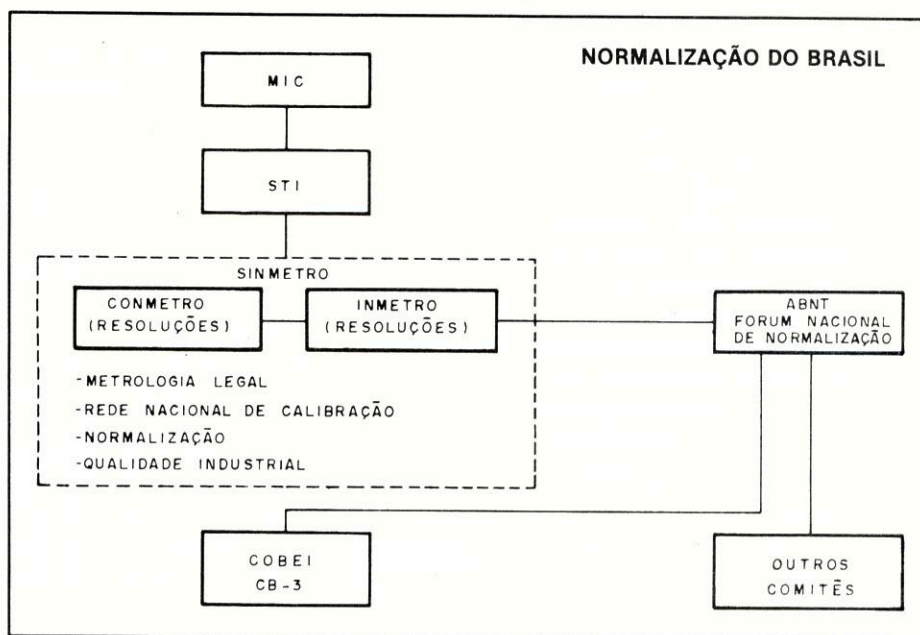 NORMALIZAÇÃO DO BRASIL
MIC
STI
SINMETRO
CONMETRO
(RESOLUÇÕES)
INMETRO
(RESOLUÇÕES)
ABNT
FORUM NACIONAL
DE NORMALIZAÇÃO
-METROLOGIA LEGAL
-REDE NACIONAL DE CALIBRAÇÃO
-NORMALIZAÇÃO
-QUALIDADE INDUSTRIAL
COBEI
CB-3
OUTROS
COMITÊS